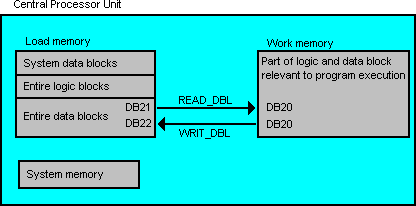 Central Processor Unit
Load memory
System data blocks
Entire logic blocks
Entire data blocks
DB21
DB22
READ_DBL
WRIT_DBL
Work memory
Part of logic and data block
relevant to program execution
DB20
DB20
System memory